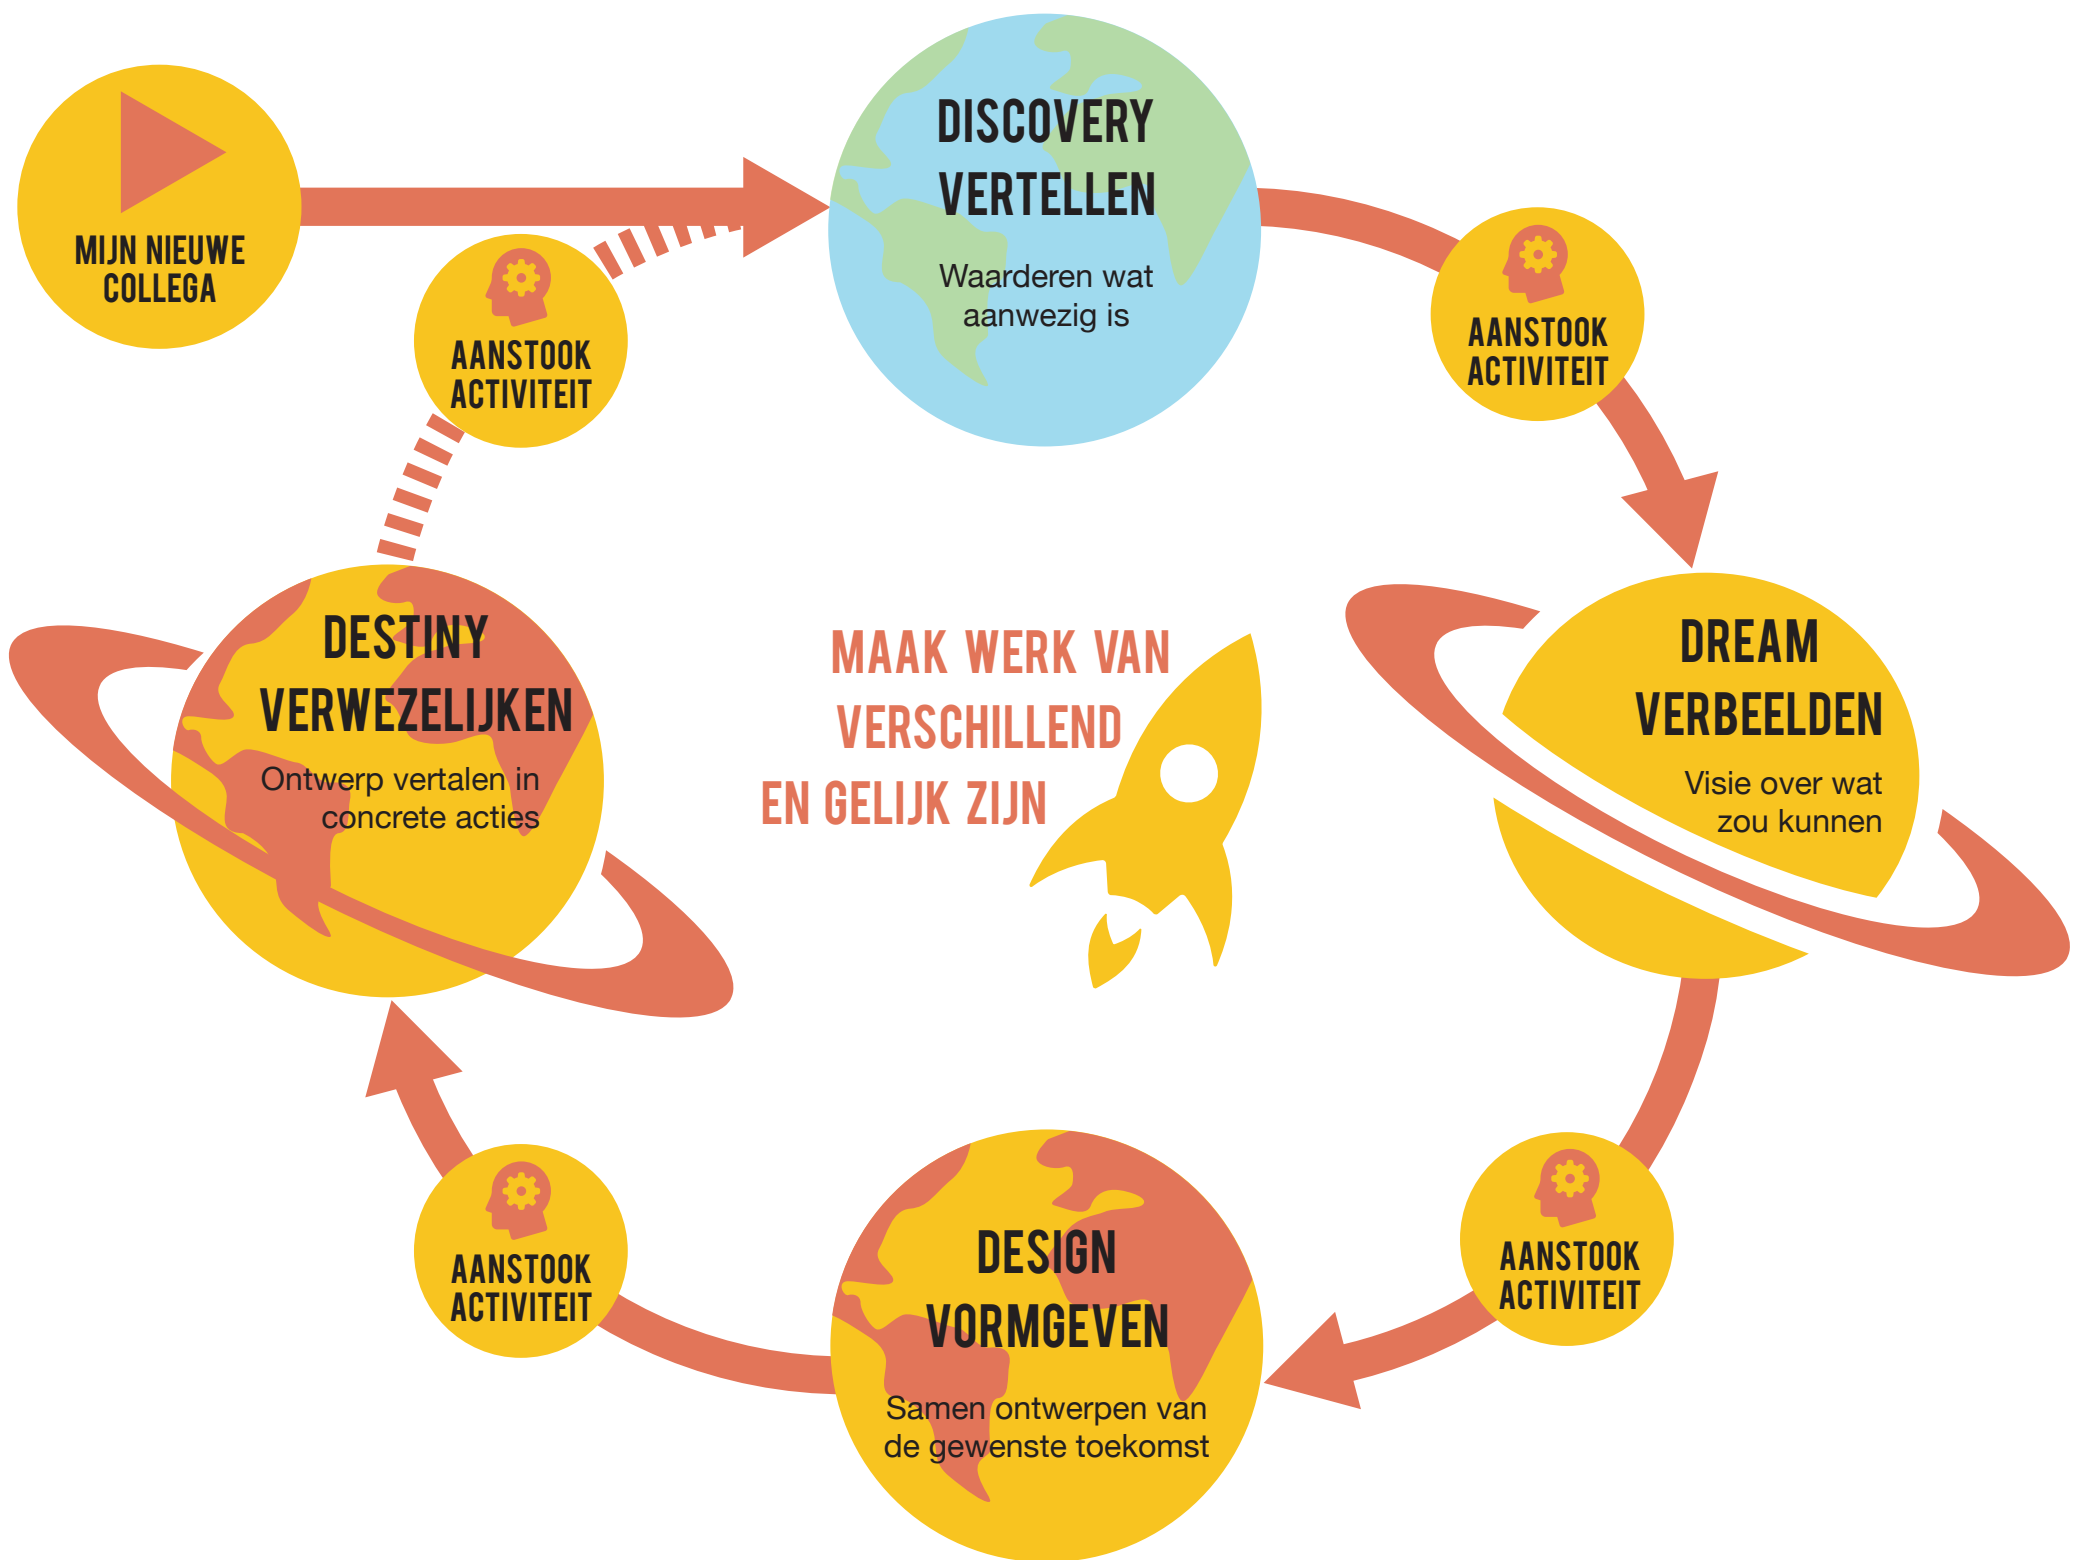 MIJN NIEUWE
COLLEGA
DISCOVERY
VERTELLEN
Waarderen wat
aanwezig is
AANSTOOK
ACTIVITEIT
DREAM
VERBEELDEN
Visie over wat
zou kunnen
AANSTOOK
ACTIVITEIT
DESIGN
VORMGEVEN
Samen ontwerpen van
de gewenste toekomst
AANSTOOK
ACTIVITEIT
DESTINY
VERWEZELIJKEN
Ontwerp vertalen in
concrete acties
AANSTOOK
ACTIVITEIT
MAAK WERK VAN
VERSCHILLEND
EN GELIJK ZIJN